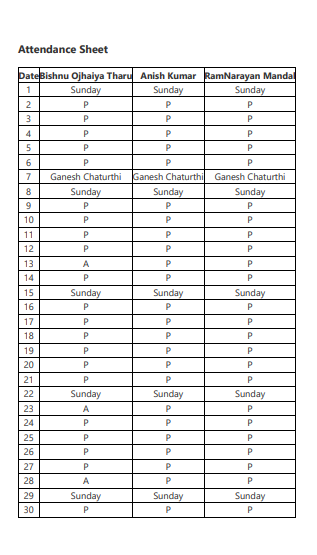 Attendance Sheet
Date Bishnu Ojhaiya Tharu Anish Kumar RamNarayan Mandal
1 Sunday Sunday Sunday
2 P P P
3 P P P
4 P P P
5 P P P
6 P P P
7 Ganesh Chaturthi Ganesh Chaturthi Ganesh Chaturthi
8 Sunday Sunday Sunday
9 P P P
10 P P P
11 P P P
12 P P P
13 A P P
14 P P P
15 Sunday Sunday Sunday
16 P P P
17 P P P
18 P P P
19 P P P
20 P P P
21 P P P
22 Sunday Sunday Sunday
23 A P P
24 P P P
25 P P P
26 P P P
27 P P P
28 A P P
29 Sunday Sunday Sunday
30 P P P